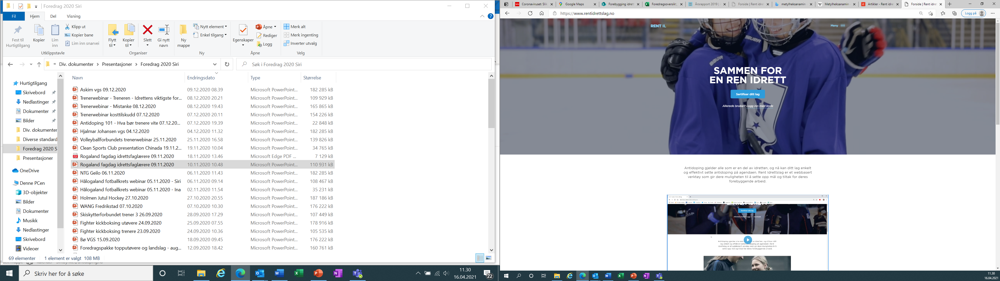 Foredrag 2020 Siri
Fil Hjem Del Visning
Fest til Hurtigtilgang
Kopier
Lim inn
Klipp ut
Kopier bane
Lim inn snarvei
Utklippstavle
Flytt til
Kopier til
Slett
Gi nytt navn
Organiser
Ny mappe
Nytt element
Enkel tilgang
Ny
Egenskaper
Åpne
Rediger
Logg
Åpne
Merk alt
Merk ingenting
Inverter utvalg
Velg
« Div. dokumenter > Presentasjoner > Foredrag 2020 Siri
Søk i Foredrag 2020 Siri
Hurtigtilgang
Skrivebord
Nedlastinger
Dokumenter
Bilder
Div. dokumenter
Diverse standard
Foredrag 2020 S
Presentasjoner
OneDrive
Denne PCen
3D-objekter
Bilder
Dokumenter
Musikk
Nedlastinger
Skrivebord
Videoer
Navn Endringsdato Type Størrelse
Askim vgs 09.12.2020 09.12.2020 08.39 Microsoft PowerPoint... 182 285 kB
Trenerwebinar - Treneren - Idrettens viktigste for... 08.12.2020 20.21 Microsoft PowerPoint... 109 929 kB
Trenerwebinar - Mistanke 08.12.2020 08.12.2020 19.43 Microsoft PowerPoint... 165 865 kB
Trenerwebinar kosttilskudd 07.12.2020 07.12.2020 20.11 Microsoft PowerPoint... 154 226 kB
Antidoping 101 - Hva bør trenere vite 07.12.20... 07.12.2020 19.39 Microsoft PowerPoint... 22 848 kB
Hjalmar Johansen vgs 04.12.2020 04.12.2020 11.32 Microsoft PowerPoint... 182 285 kB
Volleyballforbundets trenerwebinar 25.11.2020 25.11.2020 16.58 Microsoft PowerPoint... 139 826 kB
Clean Sports Club presentation Chinada 19.11.2... 19.11.2020 10.04 Microsoft PowerPoint... 34 765 kB
Rogaland fagdag idrettsfaglærere 09.11.2020 18.11.2020 13.46 Microsoft Edge PDF ... 7 129 kB
Rogaland fagdag idrettsfaglærere 09.11.2020 10.11.2020 10.48 Microsoft PowerPoint... 110 931 kB
NTG Geilo 06.11.2020 06.11.2020 11.43 Microsoft PowerPoint... 182 285 kB
Hålogaland fotballkrets webinar 05.11.2020 - Siri 06.11.2020 09.14 Microsoft PowerPoint... 108 467 kB
Hålogaland fotballkrets webinar 05.11.2020 - Ina 02.11.2020 11.54 Microsoft PowerPoint... 35 231 kB
Holmen Jutul Hockey 27.10.2020 27.10.2020 20.55 Microsoft PowerPoint... 187 186 kB
WANG Fredrikstad 07.10.2020 07.10.2020 10.30 Microsoft PowerPoint... 176 222 kB
Skiskytterforbundet trener 3 26.09.2020 28.09.2020 17.29 Microsoft PowerPoint... 107 449 kB
Fighter kickboksing utøvere 24.09.2020 25.09.2020 07.55 Microsoft PowerPoint... 178 916 kB
Fighter kickboksing trenere 23.09.2020 24.09.2020 10.36 Microsoft PowerPoint... 105 535 kB
Bø VGS 15.09.2020 18.09.2020 09.45 Microsoft PowerPoint... 176 222 kB
Foredragspakke topputøvere og landslag - aug... 12.09.2020 18.42 Microsoft PowerPoint... 160 761 kB
69 elementer 1 element er valgt 108 MB
Skriv her for å søke
11.30
16.04.2021
22
Coronaviruset: Slik
Google Maps
Forebygging idrett
Foredragsoversikt_
Årsrapport 2019 | A
Forside | Rent idret
metylheksanamin
Metylheksanamin
Artikler - Rent idre
Forside | Rent idret
https://www.rentidrettslag.no
Logg på
RENT IL
Meny
SAMMEN FOR
EN REN IDRETT
Sertifiser ditt lag
Allerede bruker? Logg inn med kode
Antidoping gjelder alle som er en del av idretten, og nå kan ditt lag enkelt
og effektivt sette antidoping på agendaen. Rent Idrettslag er et webbasert
verktøy som gir dere muligheten til å sette opp mål og tiltak for deres
forebyggende arbeid.
Sertifiser ditt lag
Allerede bruker? Logg inn med kode
Antidoping gjelder alle som er en del av idretten, og nå kan ditt
lag enkelt og effektivt sette antidoping på agendaen. Rent
Idrettslag er et webbasert verktøy som gir dere muligheten til å
sette opp mål og tiltak for deres forebyggende arbeid.
11.30
16.04.2021